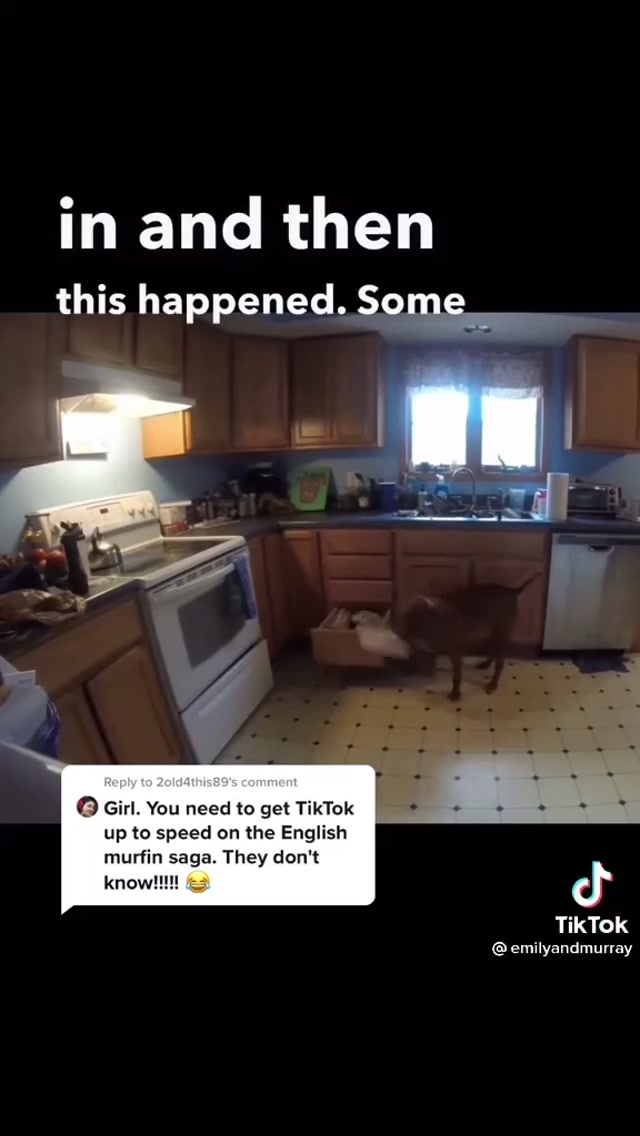 in and then
this happened. Some
Reply to 2old4this89's comment
Girl. You need to get TikTok
up to speed on the English
murfin saga. They don't
know!!!!! 😂
TikTok
@ emilyandmurray